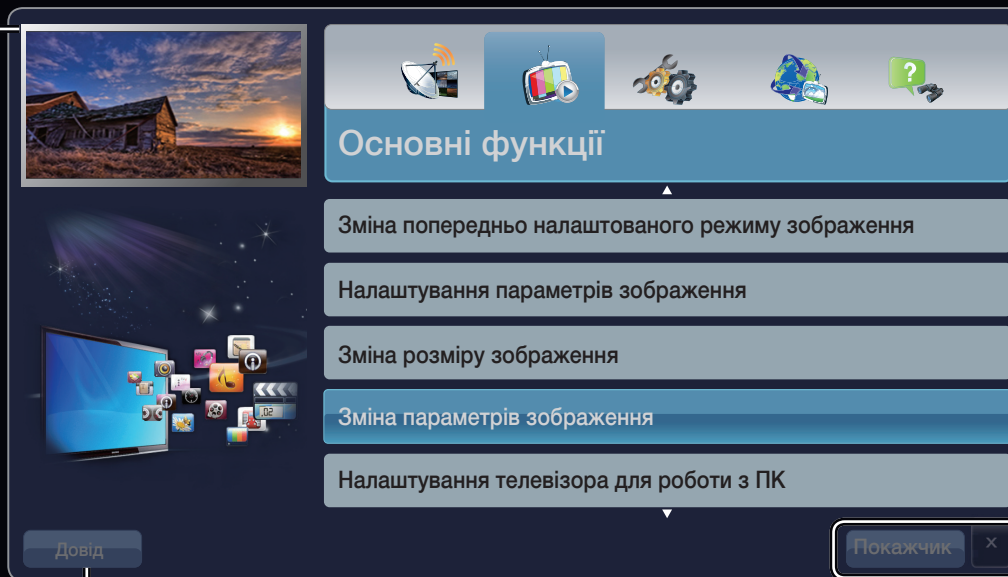 Основні функції
Зміна попередньо налаштованого режиму зображення
Налаштування параметрів зображення
Зміна розміру зображення
Зміна параметрів зображення
Налаштування телевізора для роботи з ПК
Довід
Покажчик
x